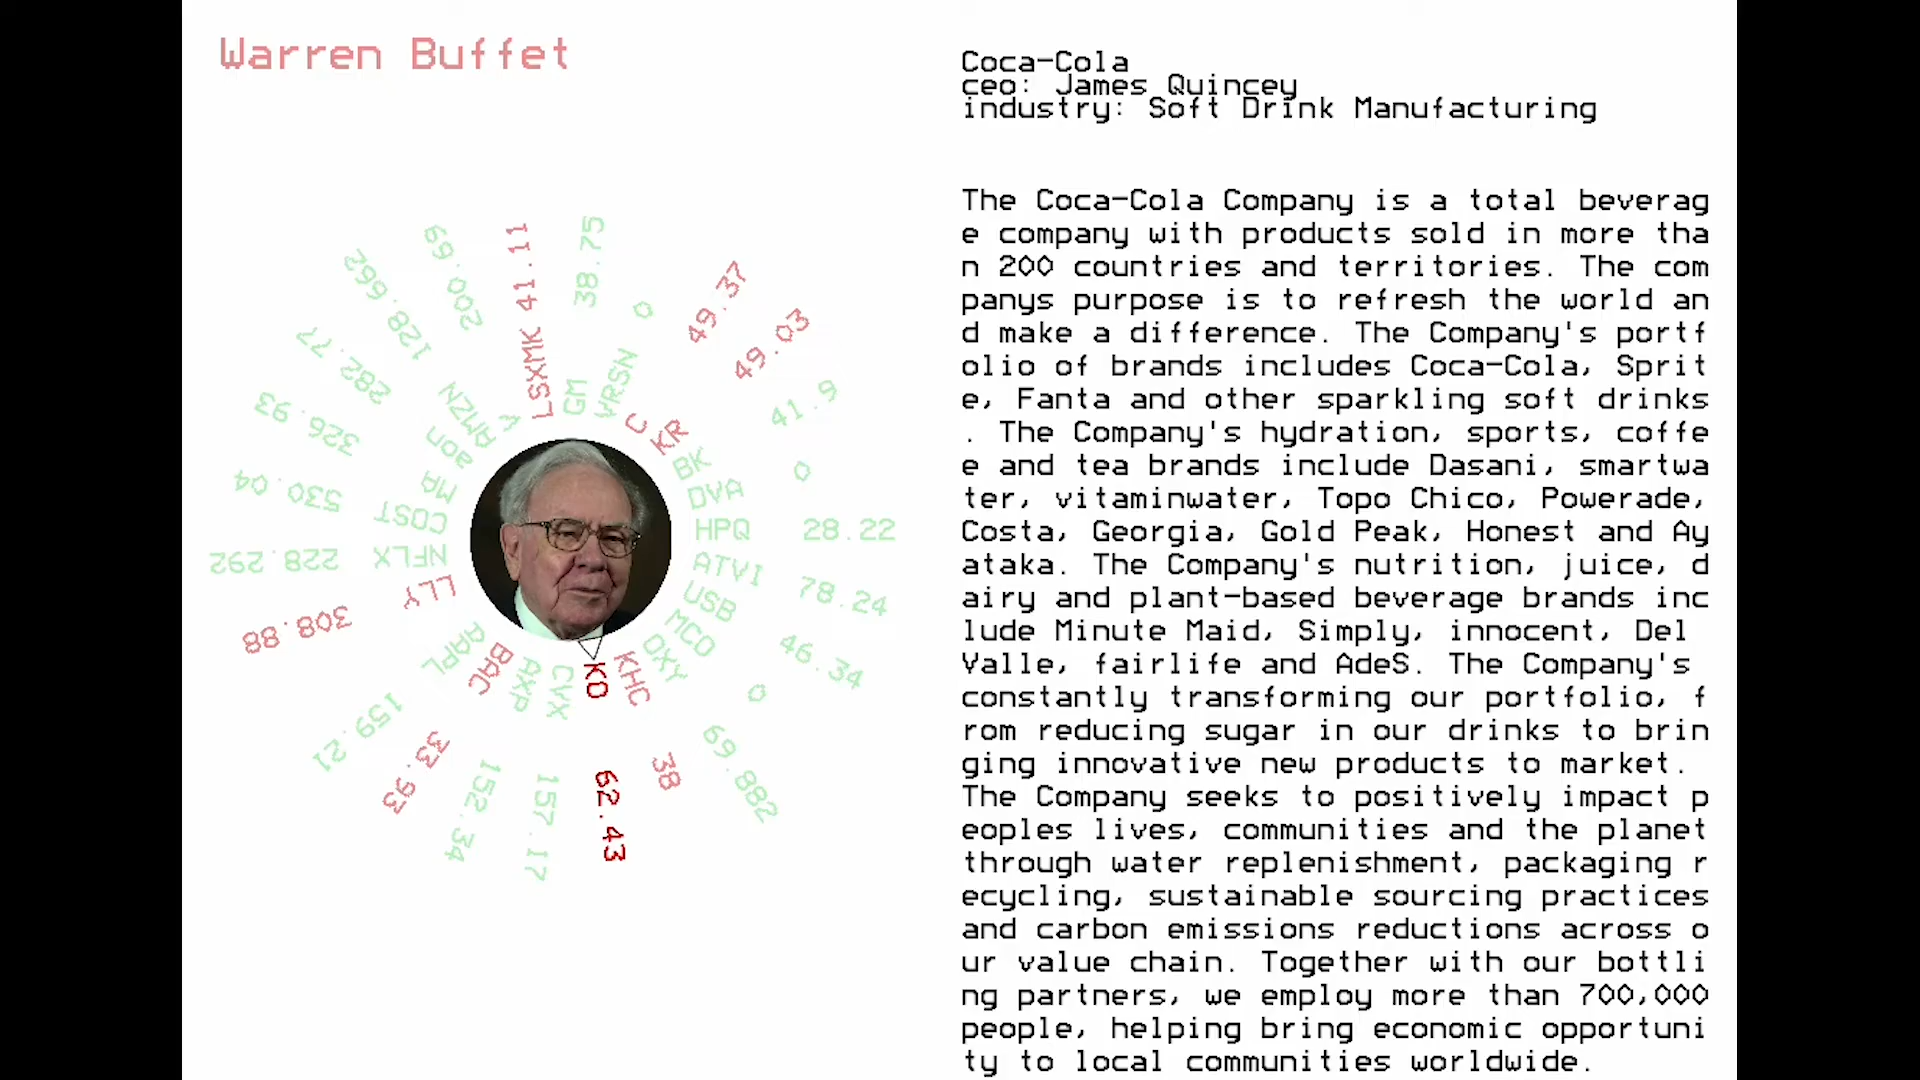 Warren Buffet
Coca-Cola
ceo: James Quincey
industry: Soft Drink Manufacturing
The Coca-Cola Company is a total beverag
e company with products sold in more tha
n 200 countries and territories. The com
panys purpose is to refresh the world an
d make a difference. The Company's portf
olio of brands includes Coca-Cola, Sprit
e, Fanta and other sparkling soft drinks
. The Company's hydration, sports, coffe
e and tea brands include Dasani, smartwa
ter, vitaminwater, Topo Chico, Powerade,
Costa, Georgia, Gold Peak, Honest and Ay
ataka. The Company's nutrition, juice, d
airy and plant-based beverage brands inc
lude Minute Maid, Simply, innocent, Del
Valle, fairlife and AdeS. The Company's
constantly transforming our portfolio, f
rom reducing sugar in our drinks to brin
ging innovative new products to market.
The Company seeks to positively impact p
eoples lives, communities and the planet
through water replenishment, packaging r
ecycling, sustainable sourcing practices
and carbon emissions reductions across o
ur value chain. Together with our bottli
ng partners, we employ more than 700,000
people, helping bring economic opportuni
ty to local communities worldwide.
LSXMK 41.11
GM 38.75
VRSN 0
C 49.37
KR 49.03
BK 41.9
DVA 0
HPQ 28.22
ATVI 78.24
USB 46.34
MCO 0
OXY 69.882
KHC 38
KO 62.43
CVX 157.17
AXP 152.34
BAC 33.93
AAPL 159.21
LLY 308.88
NFLX 228.292
COST 530.04
MA 326.93
aon 282.77
AMZN 128.662
V 200.69